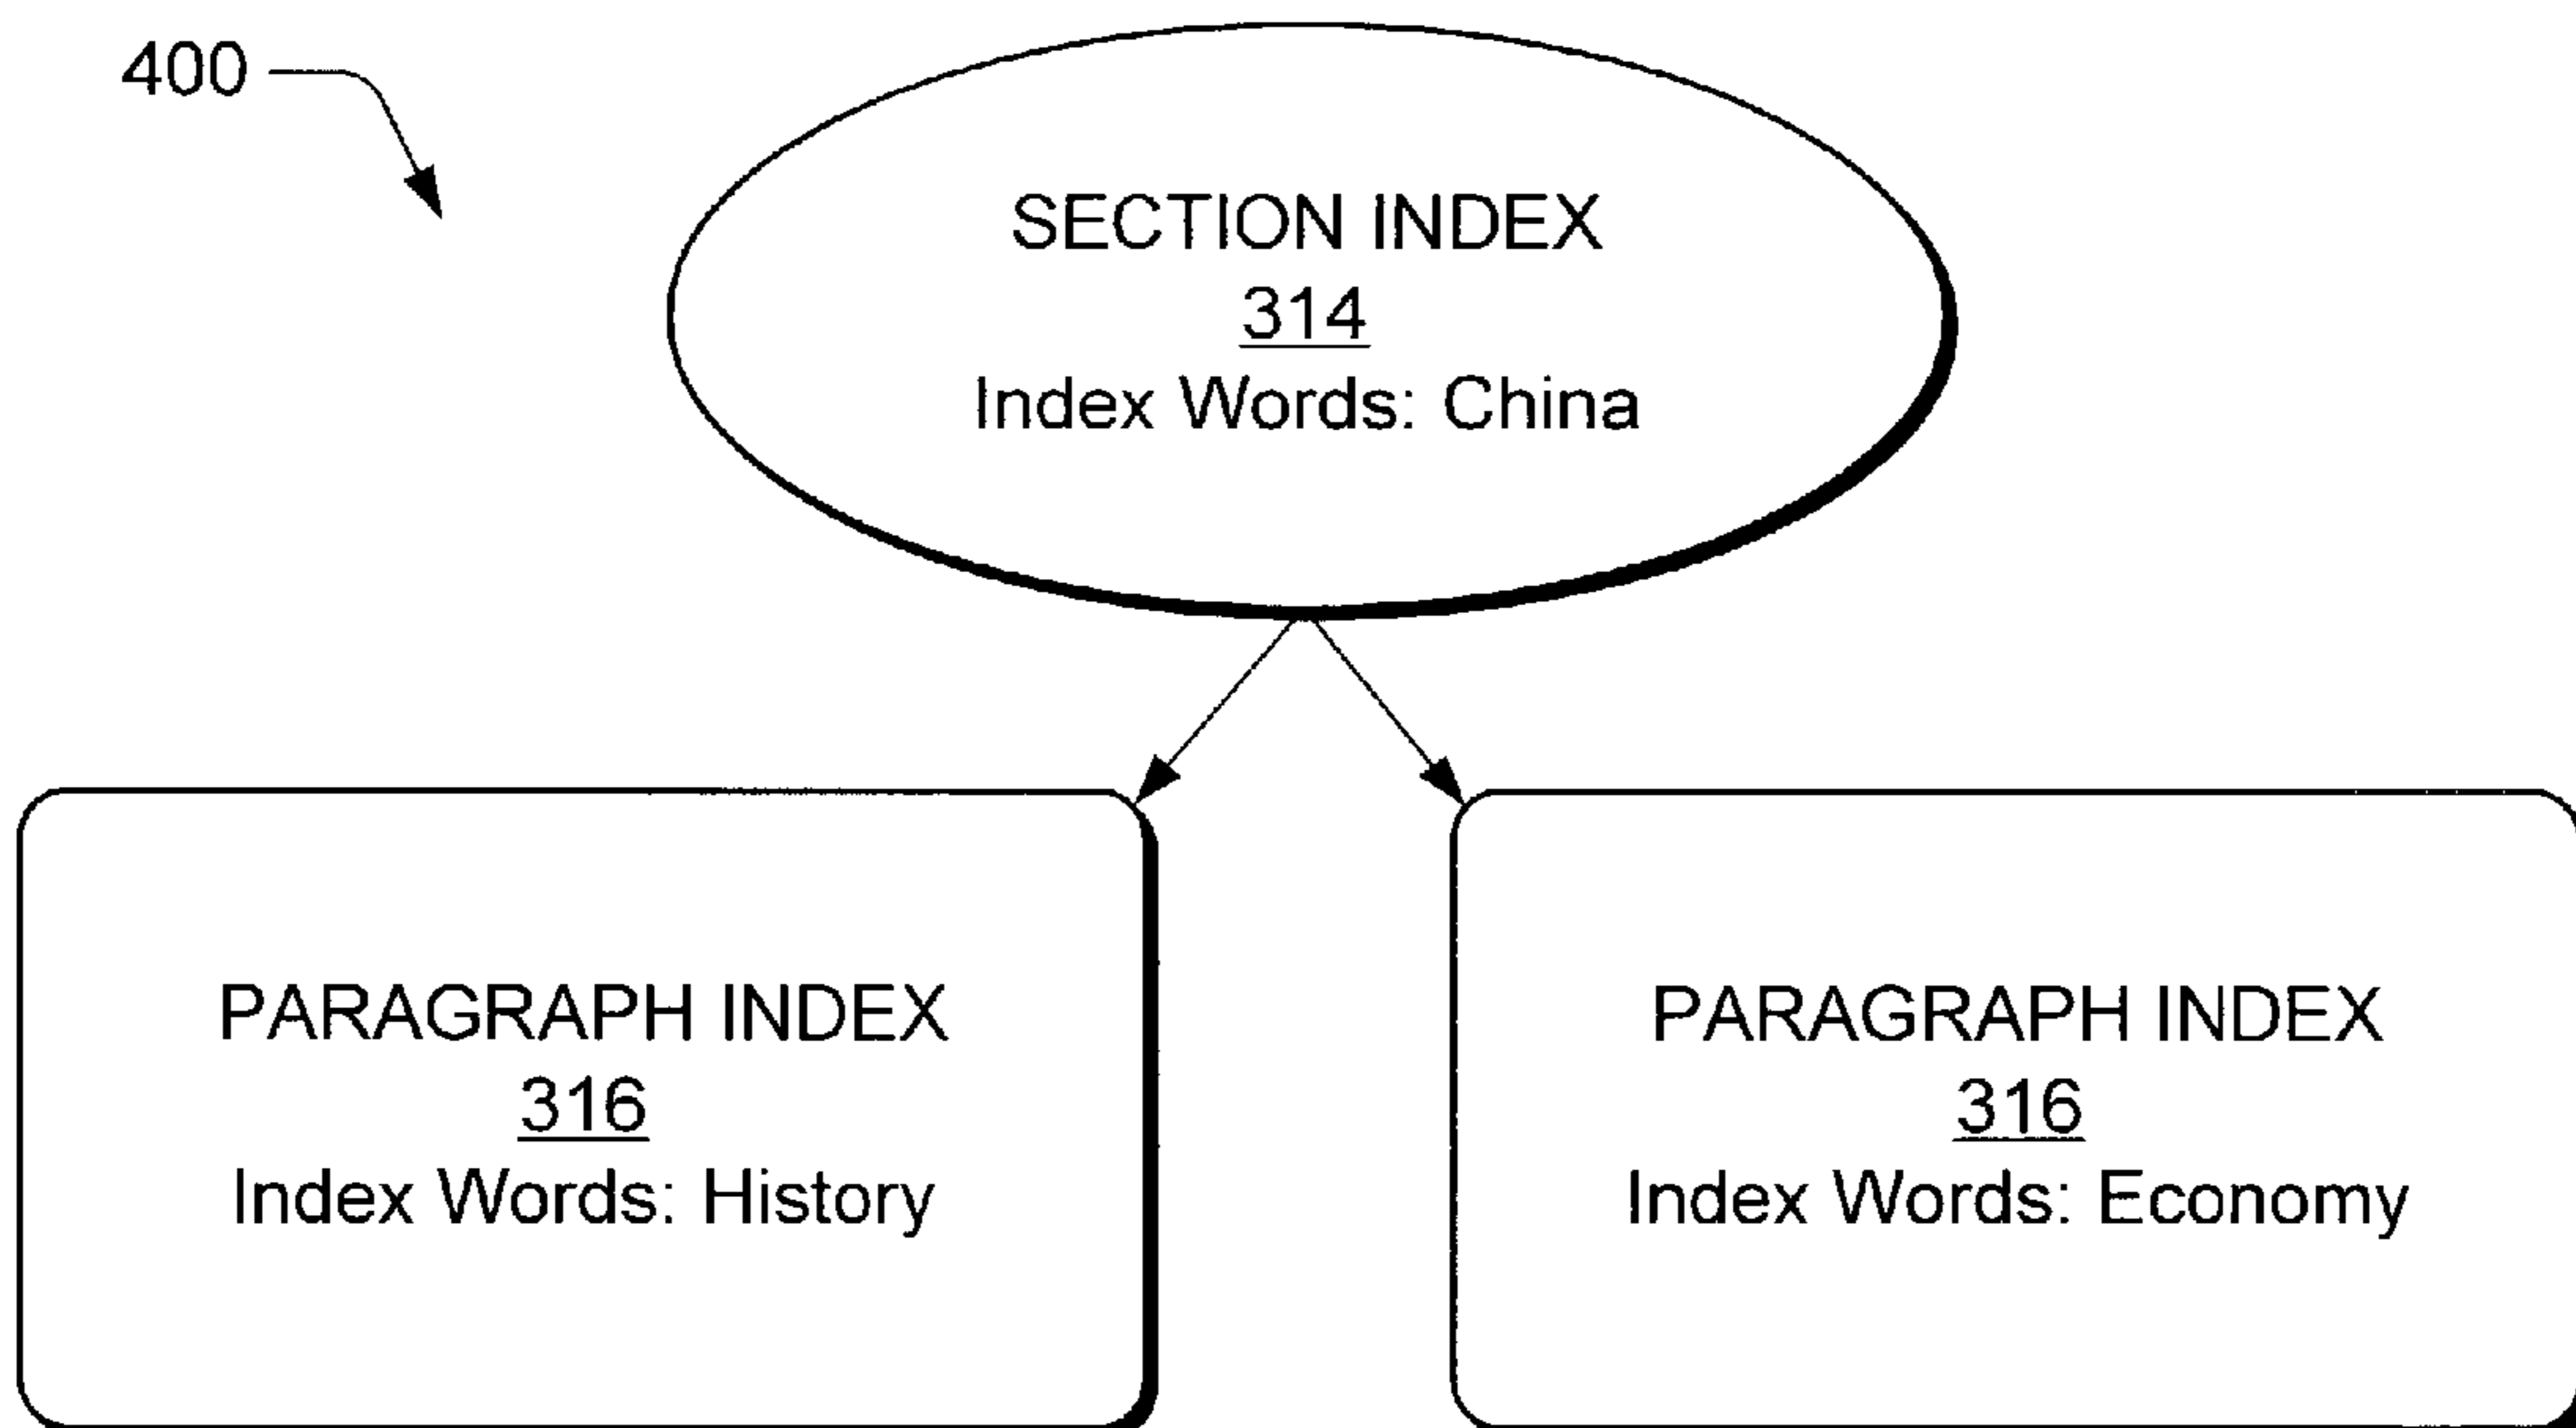 400
SECTION INDEX
314
Index Words: China
PARAGRAPH INDEX
316
Index Words: History
PARAGRAPH INDEX
316
Index Words: Economy